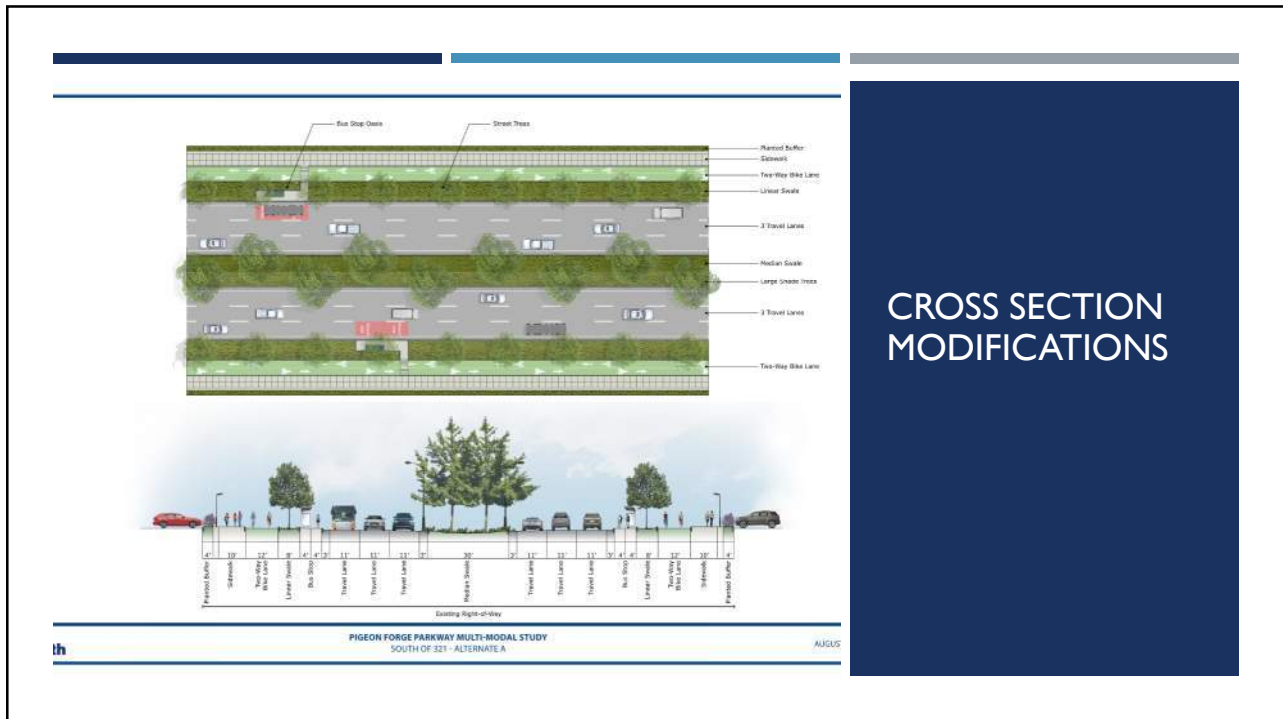 Bus Stop Oasis
Street Trees
Planted Buffer
Sidewalk
Two-Way Bike Lane
Linear Swale
3 Travel Lanes
Median Swale
Large Shade Trees
3 Travel Lanes
Two-Way Bike Lane
CROSS SECTION
MODIFICATIONS
4' 10' 12' 8' 4' 4' 3' 11' 11' 11' 3' 30' 3' 11' 11' 11' 3' 4' 4' 8' 12' 10' 4'
Planted Buffer
Sidewalk
Two-Way
Bike Lane
Linear Swale
Bus Stop
Travel Lane
Travel Lane
Travel Lane
Median Swale
Travel Lane
Travel Lane
Travel Lane
Bus Stop
Linear Swale
Two-Way
Bike Lane
Sidewalk
Planted Buffer
Existing Right-of-Way
PIGEON FORGE PARKWAY MULTI-MODAL STUDY
SOUTH OF 321 - ALTERNATE A
th
AUGUS